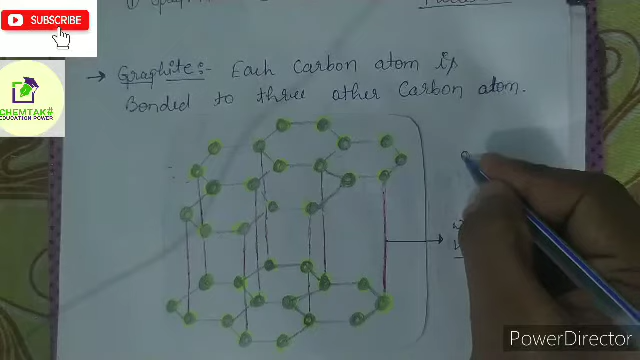 SUBSCRIBE
→ Graphite:- Each Carbon atom is
Bonded to three other Carbon atom.
CHEMTAK#
EDUCATION POWER
PowerDirector